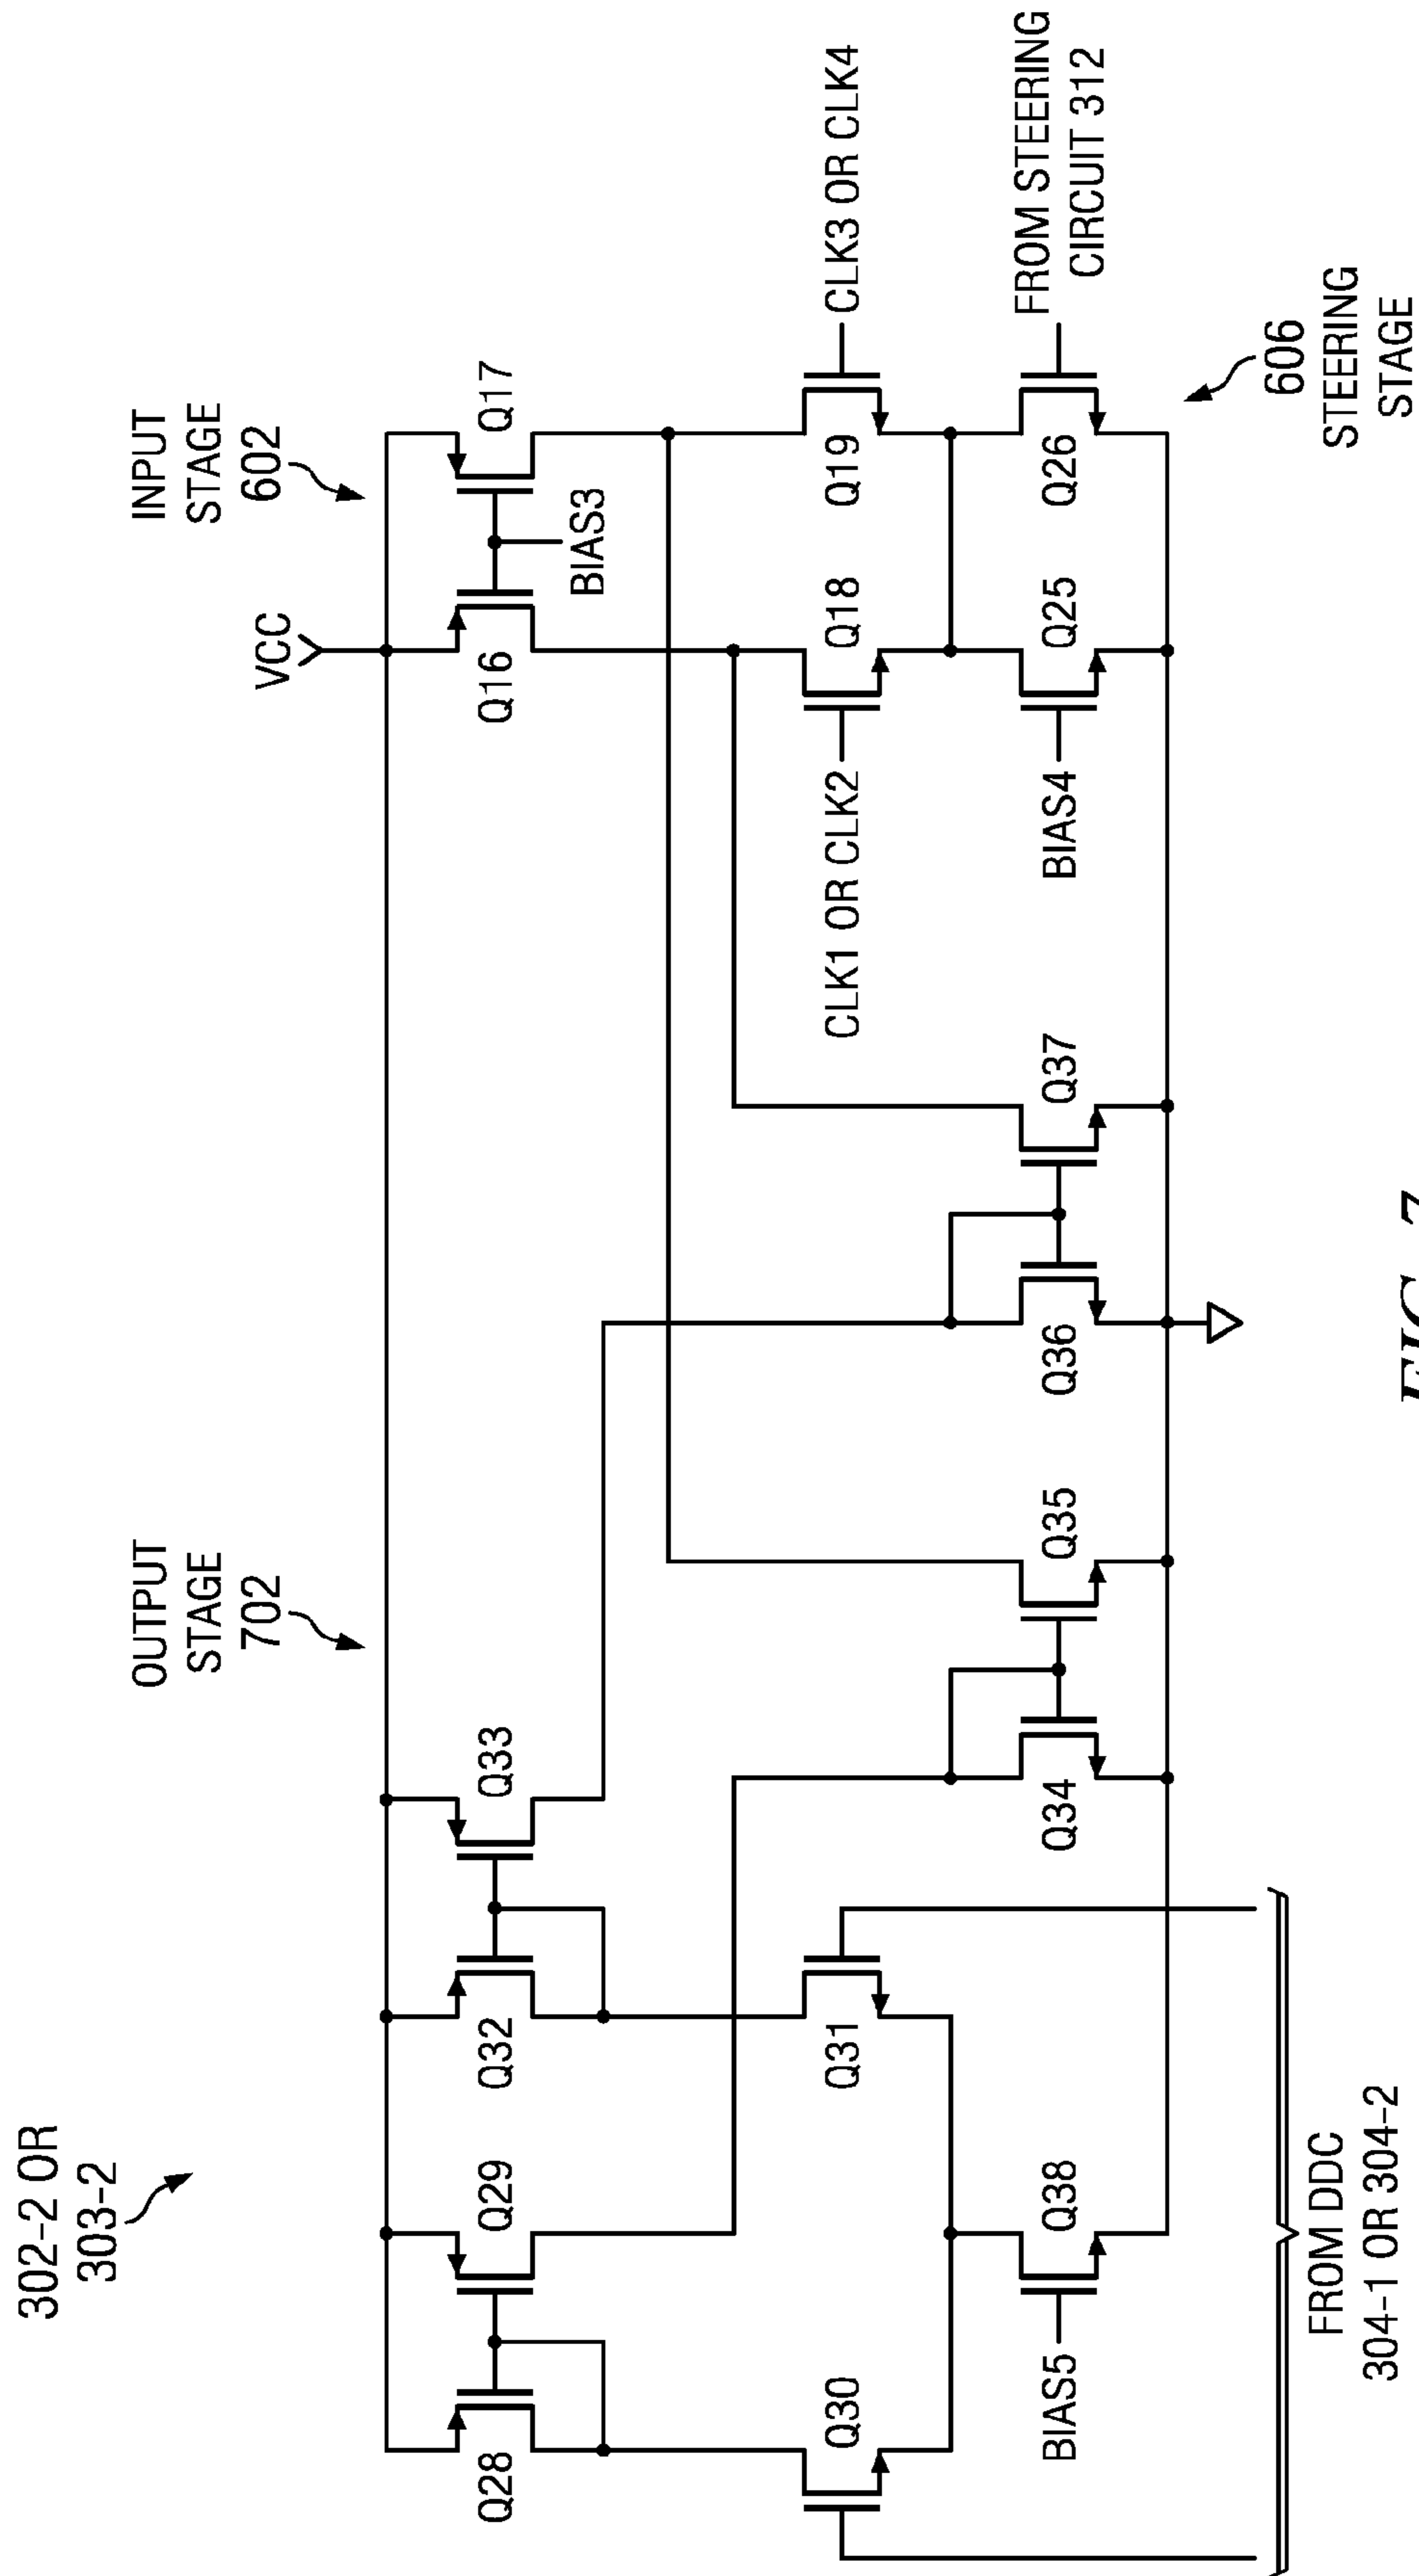 302-2 OR
303-2
OUTPUT
STAGE
702
INPUT
STAGE
602
VCC
Q28
Q29
Q32
Q33
Q16
Q17
BIAS3
Q30
Q31
CLK1 OR CLK2
Q18
Q19
CLK3 OR CLK4
BIAS5
Q38
Q34
Q35
Q36
Q37
BIAS4
Q25
Q26
FROM STEERING
CIRCUIT 312
606
STEERING
STAGE
FROM DDC
304-1 OR 304-2